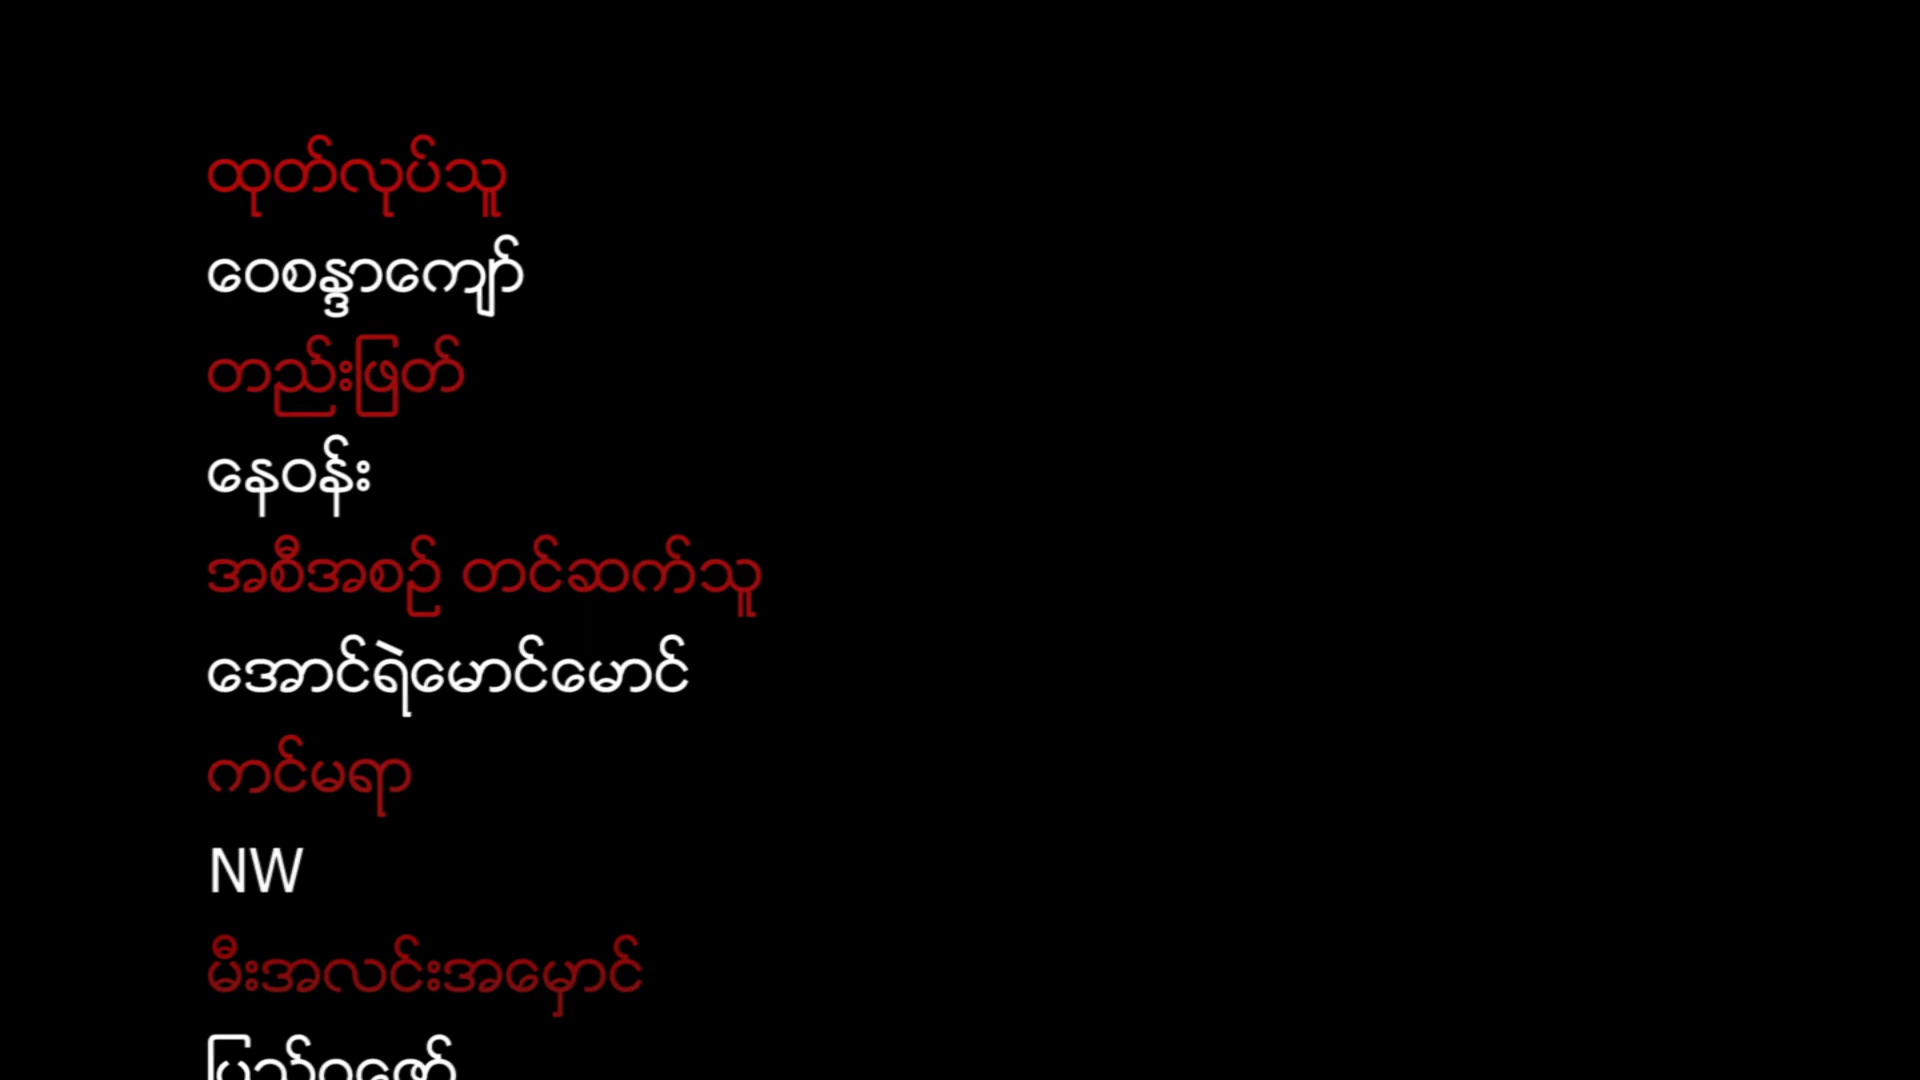 ထုတ်လုပ်သူ
ဝေစန္ဒာကျော်
တည်းဖြတ်
နေဝန်း
အစီအစဉ် တင်ဆက်သူ
အောင်ရဲမောင်မောင်
ကင်မရာ
NW
မီးအလင်းအမှောင်